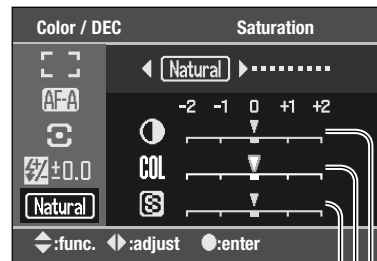 Color / DEC Saturation
Natural
AF-A -2 -1 0 +1 +2
±0.0 COL
Natural S
:func. :adjust :enter